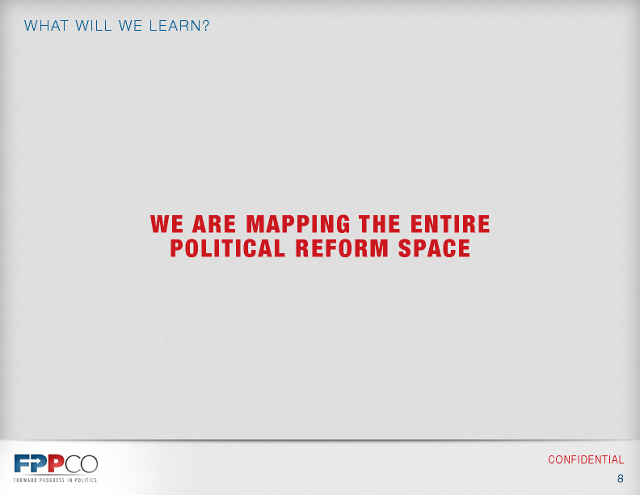 WHAT WILL WE LEARN?
WE ARE MAPPING THE ENTIRE
POLITICAL REFORM SPACE
FPPCO
FORWARD PROGRESS IN POLITICS
CONFIDENTIAL
8